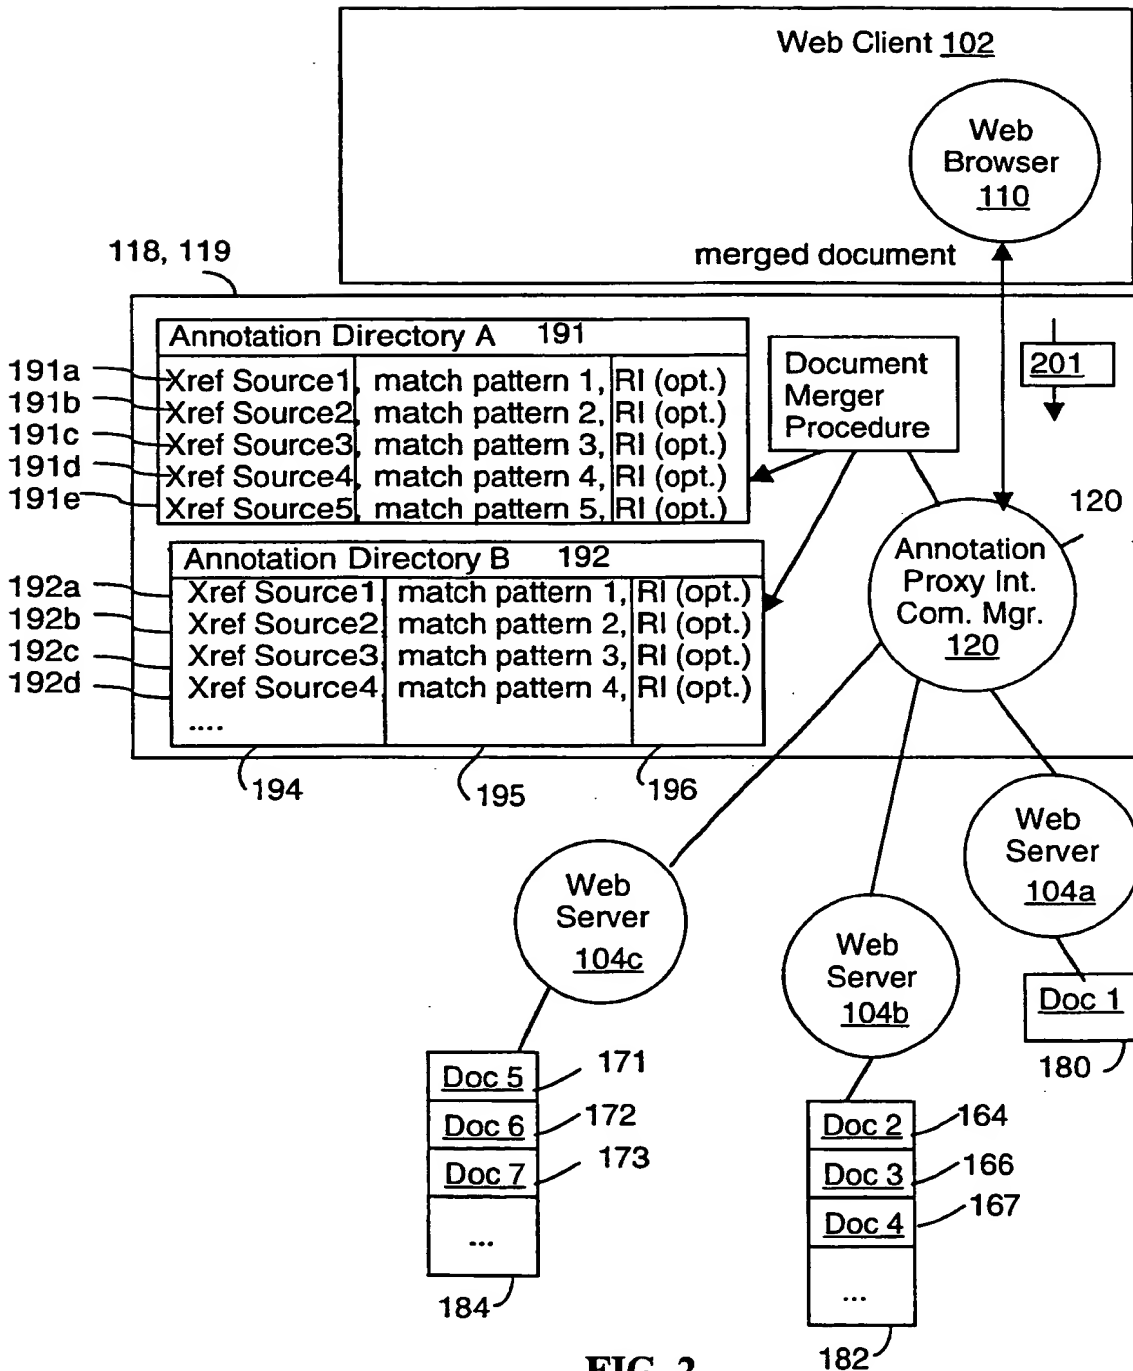 Web Client 102
Web
Browser
110
merged document
118, 119
Annotation Directory A 191
191a Xref Source1, match pattern 1, RI (opt.)
191b Xref Source2, match pattern 2, RI (opt.)
191c Xref Source3, match pattern 3, RI (opt.)
191d Xref Source4, match pattern 4, RI (opt.)
191e Xref Source5, match pattern 5, RI (opt.)
Document
Merger
Procedure
201
120
Annotation
Proxy Int.
Com. Mgr.
120
Annotation Directory B 192
192a Xref Source1, match pattern 1, RI (opt.)
192b Xref Source2, match pattern 2, RI (opt.)
192c Xref Source3, match pattern 3, RI (opt.)
192d Xref Source4, match pattern 4, RI (opt.)
....
194 195 196
Web
Server
104a
Doc 1
180
Web
Server
104c
Doc 5 171
Doc 6 172
Doc 7 173
...
184
Web
Server
104b
Doc 2 164
Doc 3 166
Doc 4 167
...
182
FIG. 2